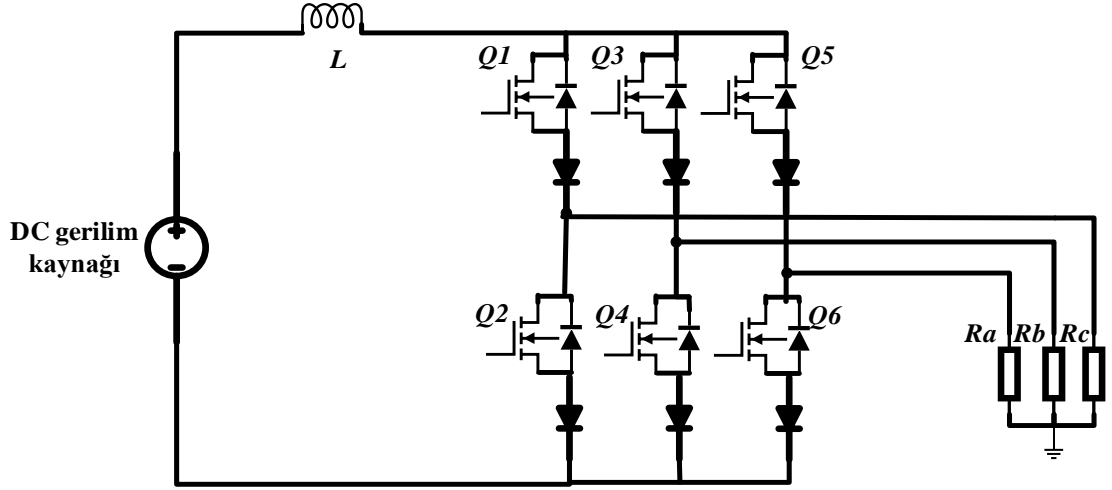 L
Q1
Q3
Q5
DC gerilim
kaynağı
Q2
Q4
Q6
Ra
Rb
Rc